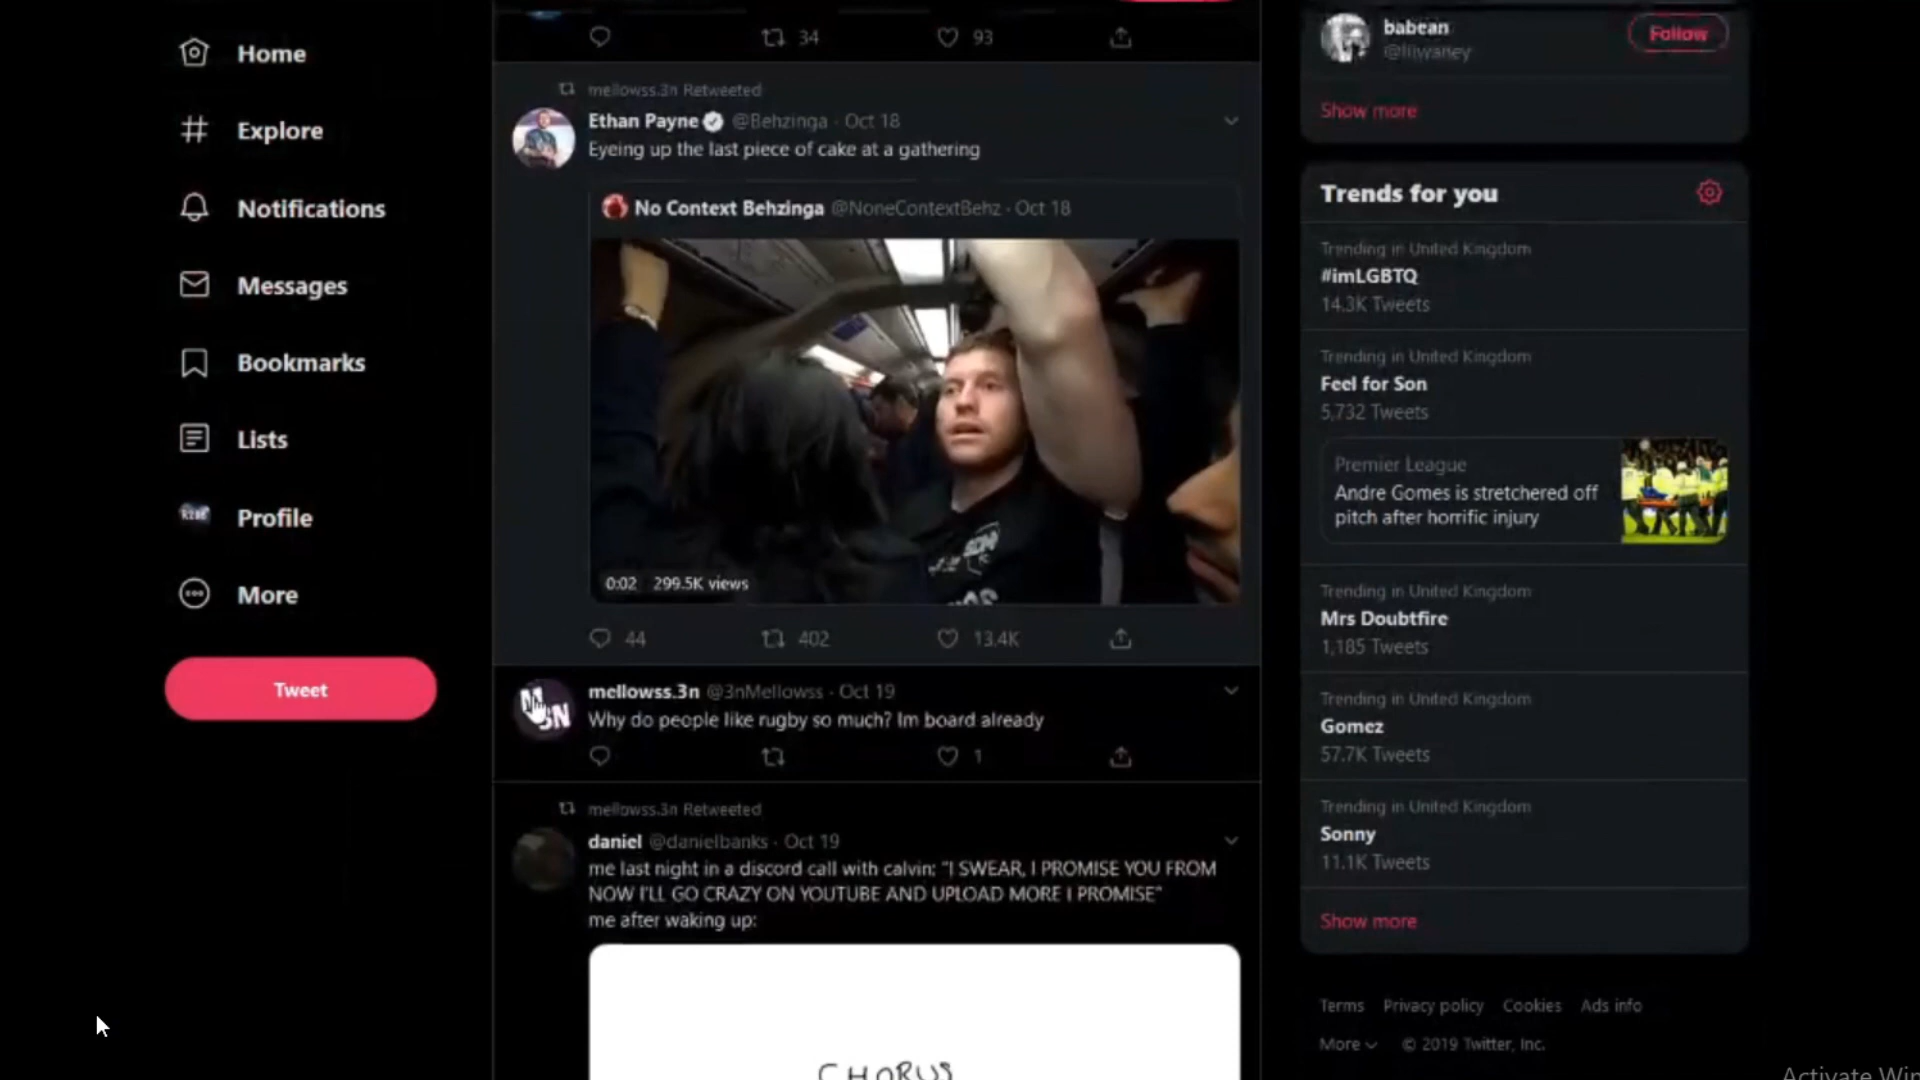 Home
Explore
Notifications
Messages
Bookmarks
Lists
Profile
More
Tweet
34
93
mellowss.3n Retweeted
Ethan Payne @Behzinga · Oct 18
Eyeing up the last piece of cake at a gathering
No Context Behzinga @NoneContextBehz · Oct 18
0:02 299.5K views
44
402
13.4K
mellowss.3n @3nMellowss · Oct 19
Why do people like rugby so much? Im board already
1
mellowss.3n Retweeted
daniel @danielbanks · Oct 19
me last night in a discord call with calvin: "I SWEAR, I PROMISE YOU FROM
NOW I'LL GO CRAZY ON YOUTUBE AND UPLOAD MORE I PROMISE"
me after waking up:
CHORUS
babean
Follow
Show more
Trends for you
Trending in United Kingdom
#imLGBTQ
14.3K Tweets
Trending in United Kingdom
Feel for Son
5,732 Tweets
Premier League
Andre Gomes is stretchered off
pitch after horrific injury
Trending in United Kingdom
Mrs Doubtfire
1,185 Tweets
Trending in United Kingdom
Gomez
57.7K Tweets
Trending in United Kingdom
Sonny
11.1K Tweets
Show more
Terms Privacy policy Cookies Ads info
More © 2019 Twitter, Inc.
Activate Win